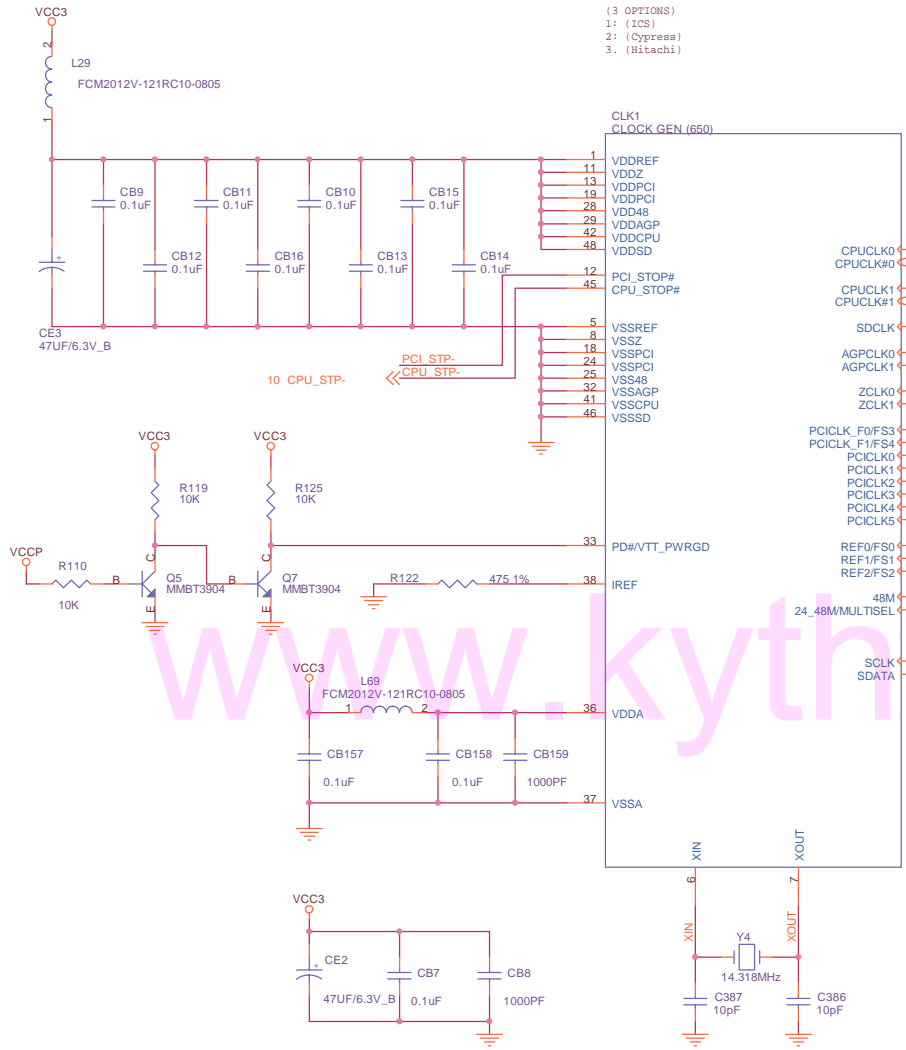 (3 OPTIONS)
1: (ICS)
2: (Cypress)
3. (Hitachi)
VCC3
2
L29
FCM2012V-121RC10-0805
1
CLK1
CLOCK GEN (650)
1 VDDREF
11 VDDZ
13 VDDPCI
19 VDDPCI
28 VDD48
29 VDDAGP
42 VDDCPU
48 VDDSD
12 PCI_STOP#
45 CPU_STOP#
5 VSSREF
8 VSSZ
18 VSSPCI
24 VSSPCI
25 VSS48
32 VSSAGP
41 VSSCPU
46 VSSSD
CB9
0.1uF
CB11
0.1uF
CB10
0.1uF
CB15
0.1uF
CB12
0.1uF
CB16
0.1uF
CB13
0.1uF
CB14
0.1uF
CE3
47UF/6.3V_B
+
PCI_STP-
CPU_STP-
10 CPU_STP-
CPUCLK0
CPUCLK#0
CPUCLK1
CPUCLK#1
SDCLK
AGPCLK0
AGPCLK1
ZCLK0
ZCLK1
PCICLK_F0/FS3
PCICLK_F1/FS4
PCICLK0
PCICLK1
PCICLK2
PCICLK3
PCICLK4
PCICLK5
REF0/FS0
REF1/FS1
REF2/FS2
48M
24_48M/MULTISEL
SCLK
SDATA
VCC3
R119
10K
VCC3
R125
10K
VCCP
R110
10K
B
C
E
Q5
MMBT3904
B
C
E
Q7
MMBT3904
33 PD#/VTT_PWRGD
R122 475 1%
38 IREF
www.kyth
VCC3
L69
FCM2012V-121RC10-0805
1
2
36 VDDA
CB157
0.1uF
CB158
0.1uF
CB159
1000PF
37 VSSA
XIN
XOUT
6
7
XIN
XOUT
Y4
14.318MHz
C387
10pF
C386
10pF
VCC3
+
CE2
47UF/6.3V_B
CB7
0.1uF
CB8
1000PF